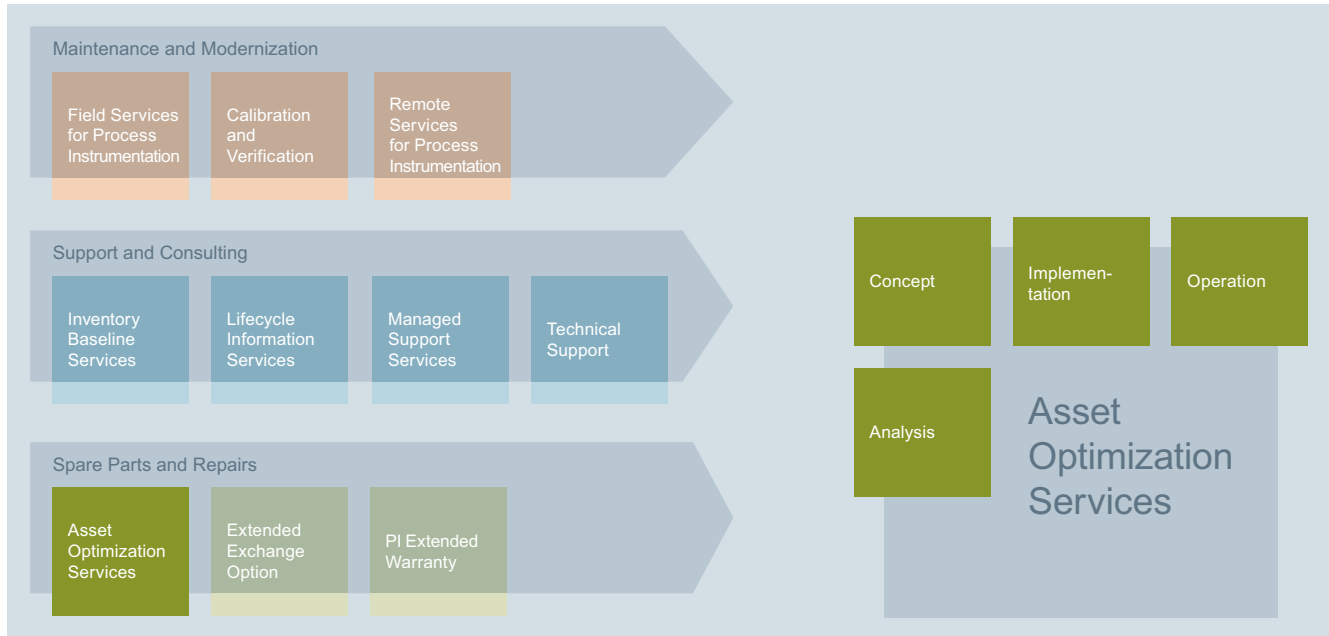 Maintenance and Modernization
Field Services
for Process
Instrumentation
Calibration
and
Verification
Remote
Services
for Process
Instrumentation
Support and Consulting
Inventory
Baseline
Services
Lifecycle
Information
Services
Managed
Support
Services
Technical
Support
Spare Parts and Repairs
Asset
Optimization
Services
Extended
Exchange
Option
PI Extended
Warranty
Concept
Implemen-
tation
Operation
Analysis
Asset
Optimization
Services